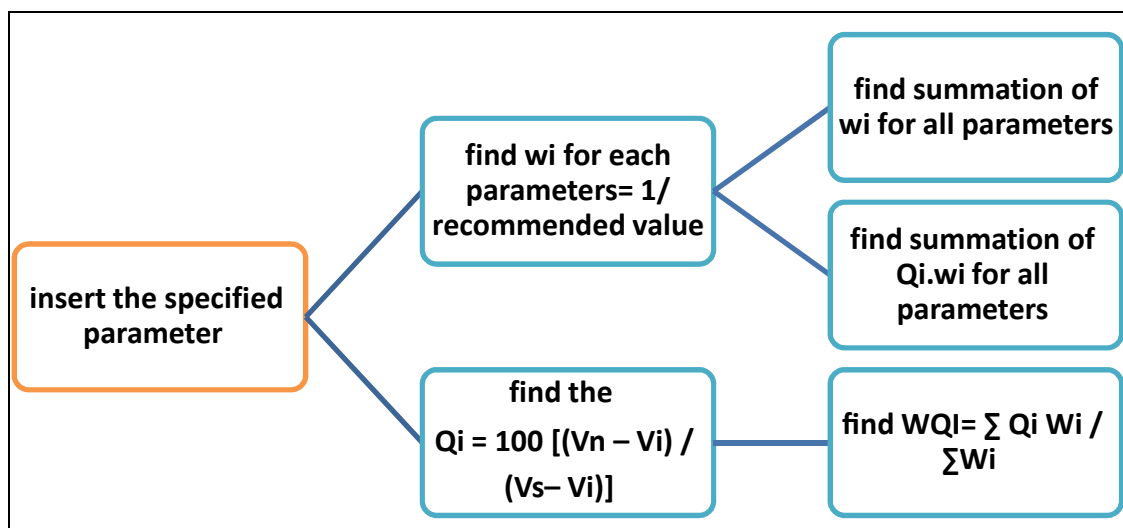 insert the specified
parameter
find wi for each
parameters= 1/
recommended value
find the
Qi = 100 [(Vn – Vi) /
(Vs– Vi)]
find summation of
wi for all parameters
find summation of
Qi.wi for all
parameters
find WQI= ∑ Qi Wi /
∑Wi